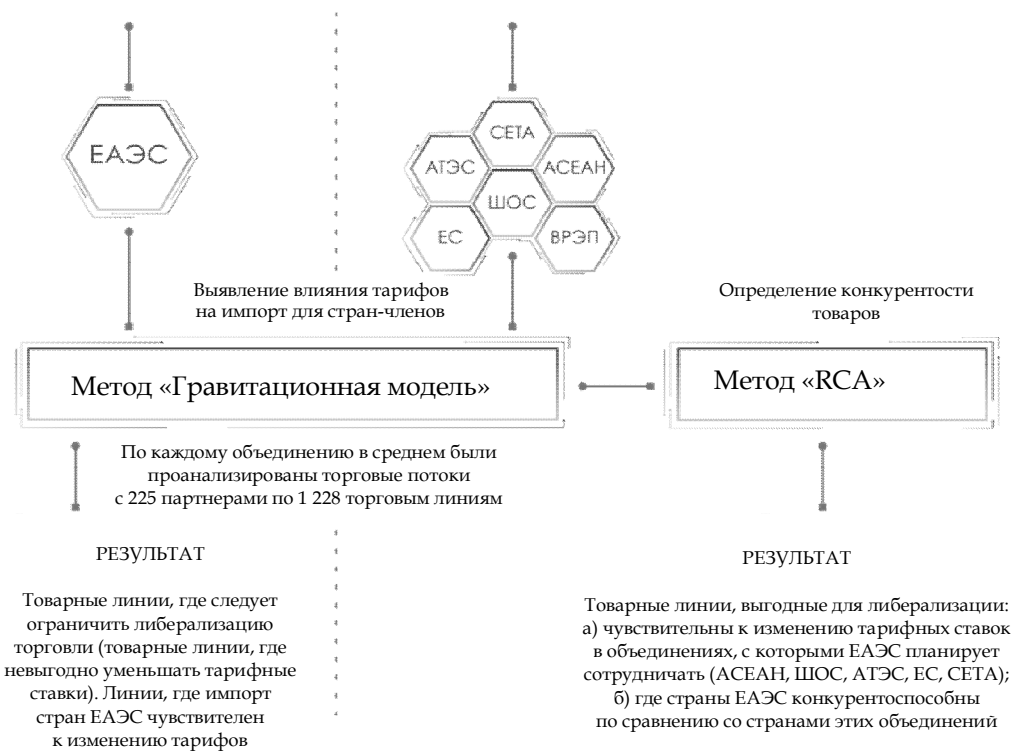 ЕАЭС
СЕТА
АТЭС
АСЕАН
ШОС
ЕС
ВРЭП
Выявление влияния тарифов
на импорт для стран-членов
Определение конкурентости
товаров
Метод «Гравитационная модель»
Метод «RCA»
По каждому объединению в среднем были
проанализированы торговые потоки
с 225 партнерами по 1 228 торговым линиям
РЕЗУЛЬТАТ
Товарные линии, где следует
ограничить либерализацию
торговли (товарные линии, где
невыгодно уменьшать тарифные
ставки). Линии, где импорт
стран ЕАЭС чувствителен
к изменению тарифов
РЕЗУЛЬТАТ
Товарные линии, выгодные для либерализации:
а) чувствительны к изменению тарифных ставок
в объединениях, с которыми ЕАЭС планирует
сотрудничать (АСЕАН, ШОС, АТЭС, ЕС, СЕТА);
б) где страны ЕАЭС конкурентоспособны
по сравнению со странами этих объединений